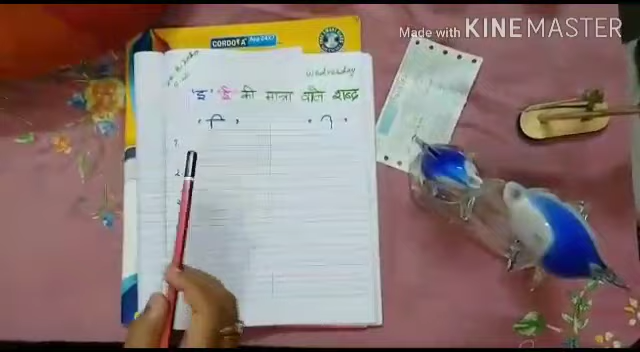 Made with KINEMASTER
CORDOVA
Wednesday
'इ' ई की मात्रा वाले शब्द
' ि ' ' ी '
1.
2.